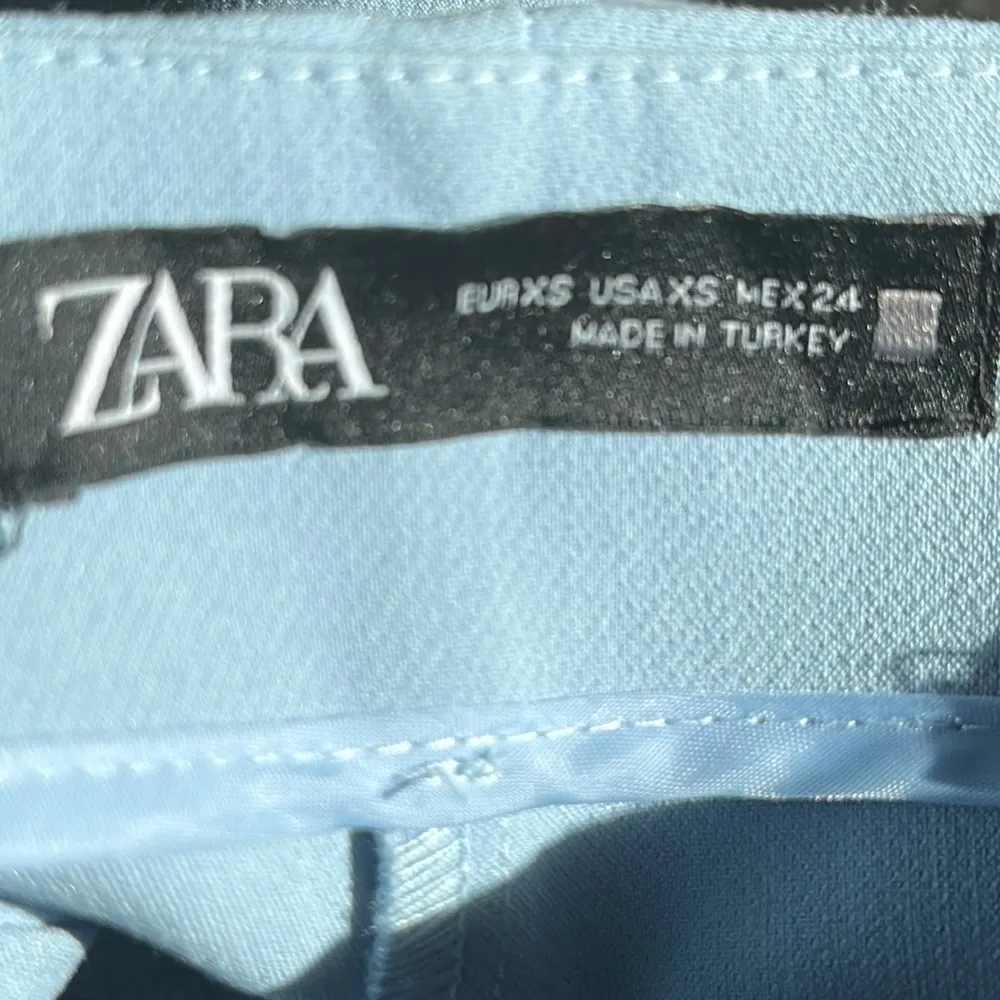 ZARA
EUR XS USA XS MEX 24
MADE IN TURKEY